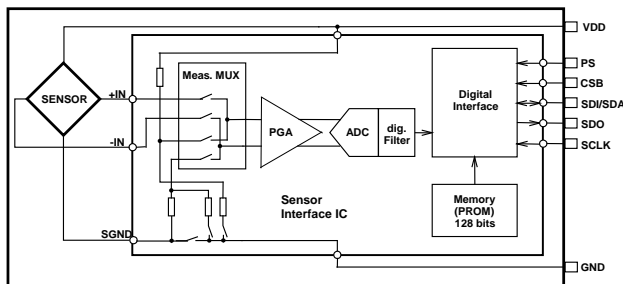 VDD
PS
CSB
SDI/SDA
SDO
SCLK
GND
SENSOR
+IN
-IN
SGND
Meas. MUX
PGA
ADC
dig.
Filter
Digital
Interface
Memory
(PROM)
128 bits
Sensor
Interface IC